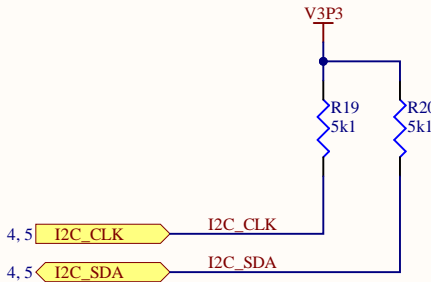 V3P3
R19
5k1
R20
5k1
I2C_CLK
4, 5 I2C_CLK
I2C_SDA
4, 5 I2C_SDA